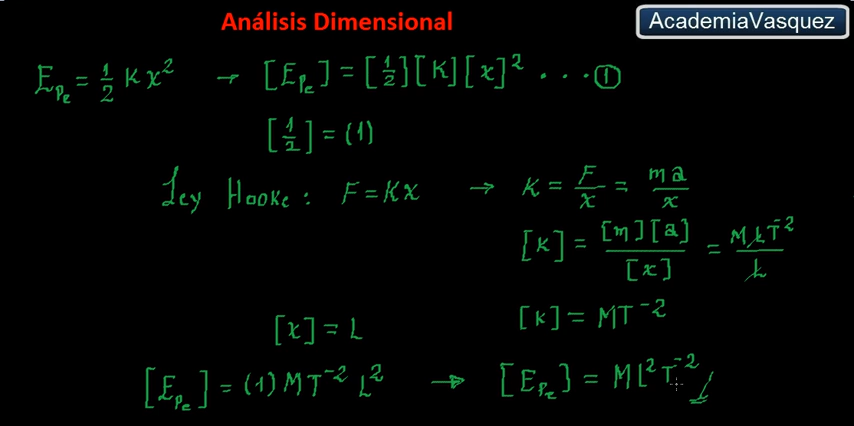 Análisis Dimensional
AcademiaVasquez
E_Pe = 1/2 K x² → [E_Pe] = [1/2][K][x]² . . . ①
[1/2] = (1)
Ley Hooke: F = Kx → K = F/x = ma/x
[K] = [m][a]/[x] = MLT⁻²/L
[x] = L
[K] = MT⁻²
[E_Pe] = (1) MT⁻² L² → [E_Pe] = ML²T⁻²